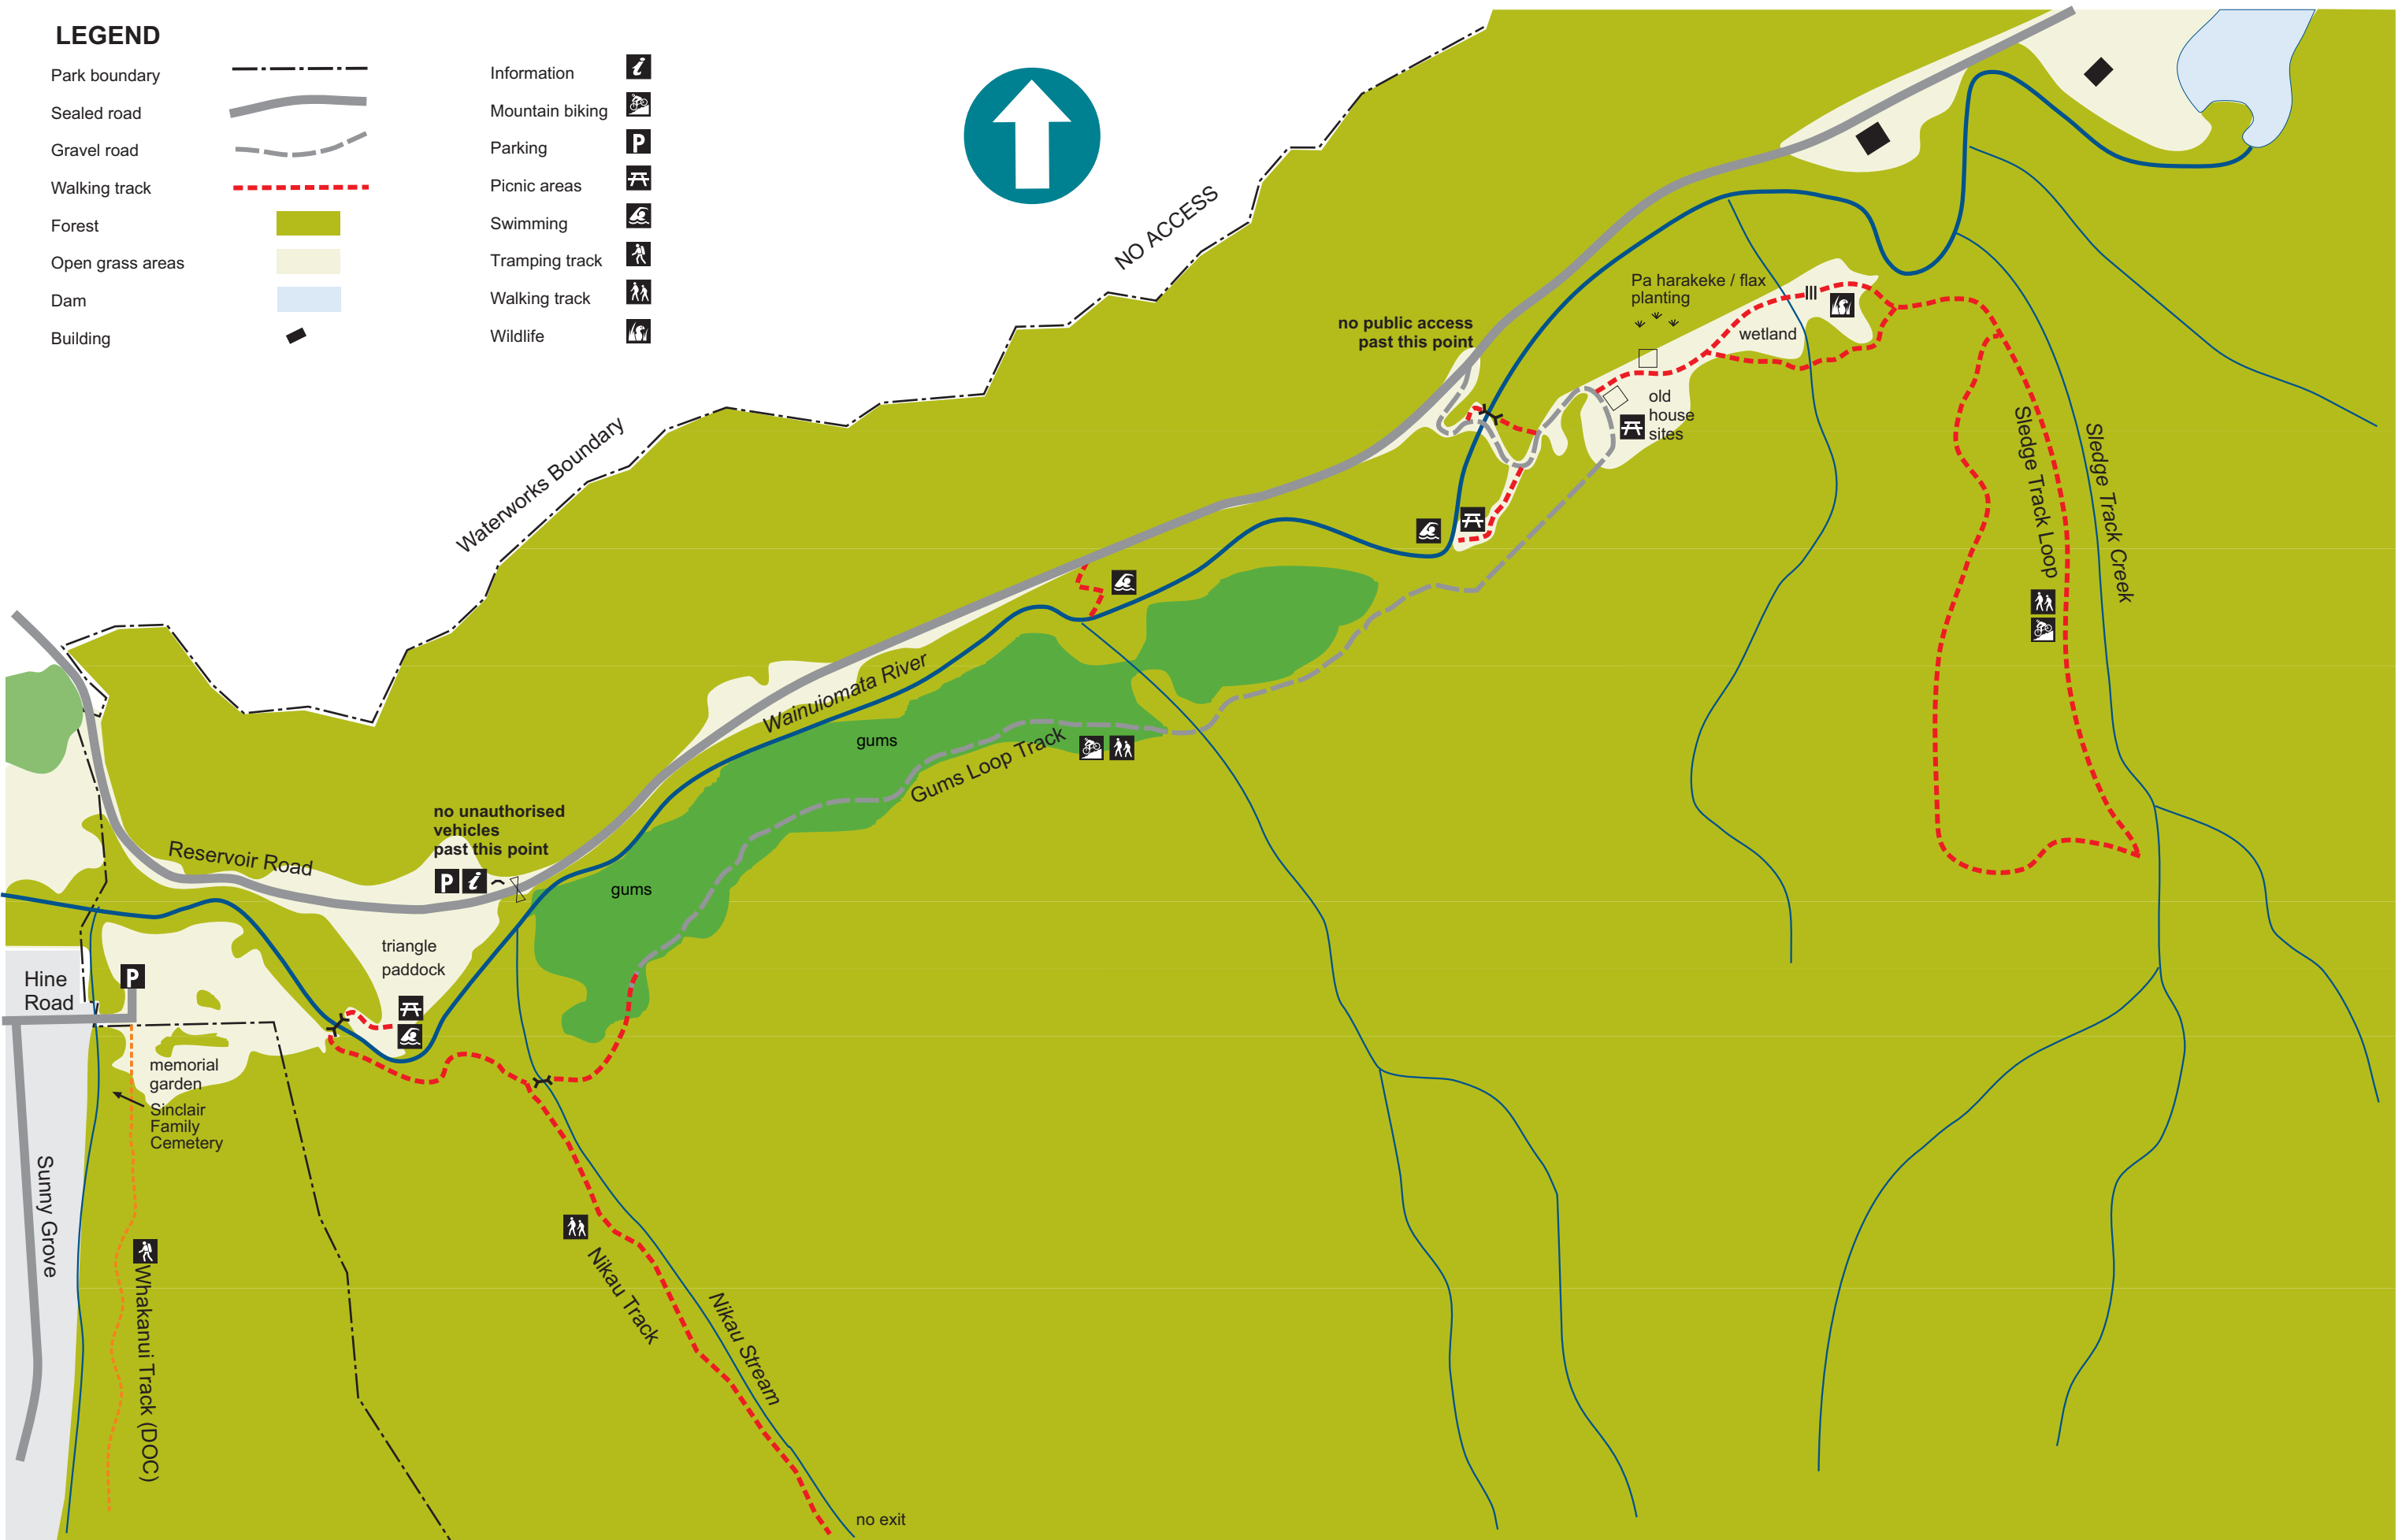 LEGEND
Park boundary
Sealed road
Gravel road
Walking track
Forest
Open grass areas
Dam
Building
Information
Mountain biking
Parking
Picnic areas
Swimming
Tramping track
Walking track
Wildlife
i
P
NO ACCESS
Waterworks Boundary
Pa harakeke / flax
planting
no public access
past this point
wetland
old
house
sites
Sledge Track Loop
Sledge Track Creek
Wainuiomata River
gums
Gums Loop Track
no unauthorised
vehicles
past this point
Reservoir Road
P i
gums
triangle
paddock
Hine
Road
P
memorial
garden
Sinclair
Family
Cemetery
Sunny Grove
Whakanui Track (DOC)
Nikau Track
Nikau Stream
no exit